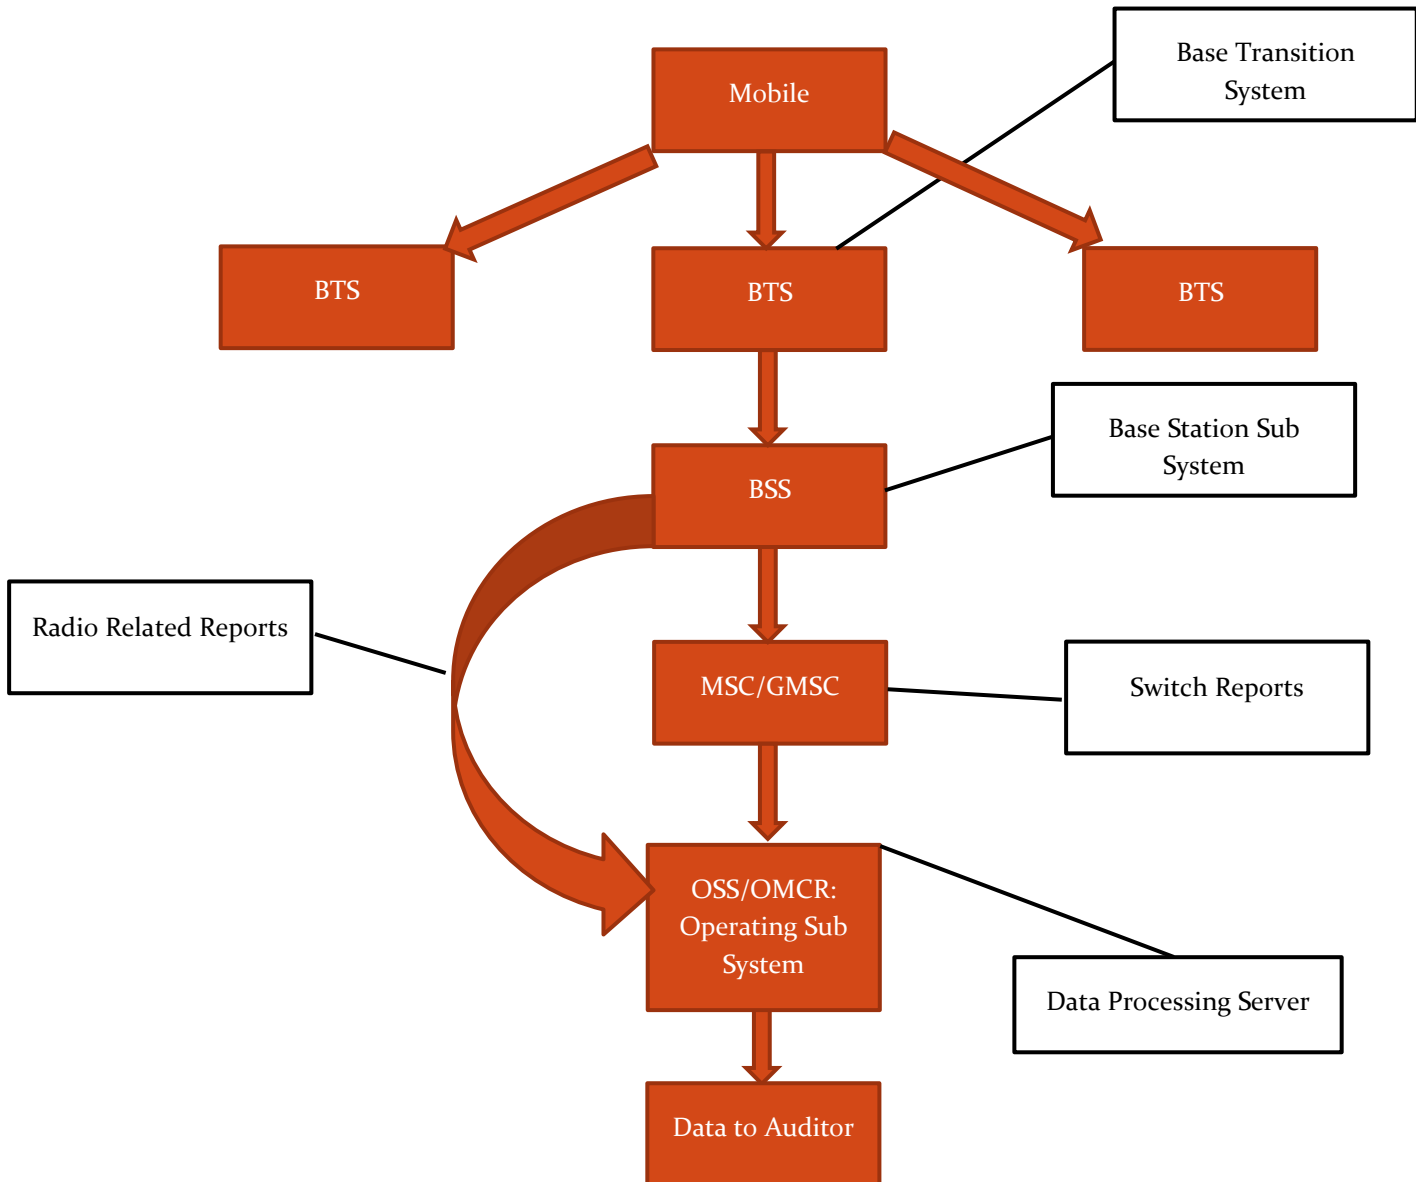 Base Transition
System
Mobile
BTS
BTS
BTS
Base Station Sub
System
BSS
Radio Related Reports
MSC/GMSC
Switch Reports
OSS/OMCR:
Operating Sub
System
Data Processing Server
Data to Auditor